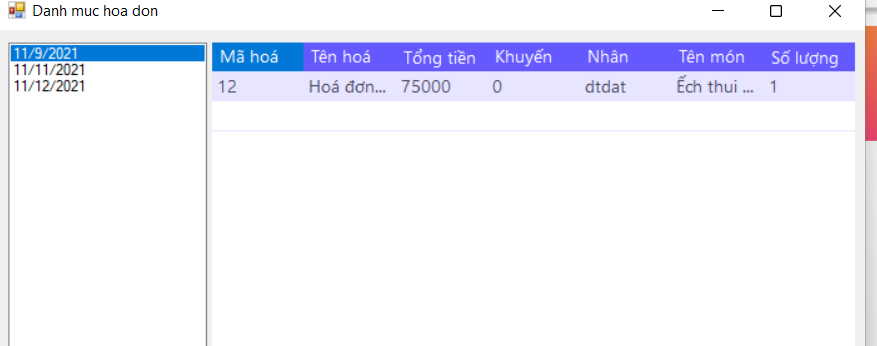 Danh muc hoa don
11/9/2021
11/11/2021
11/12/2021
Mã hoá Tên hoá Tổng tiền Khuyến Nhân Tên món Số lượng
12 Hoá đơn... 75000 0 dtdat Ếch thui ... 1